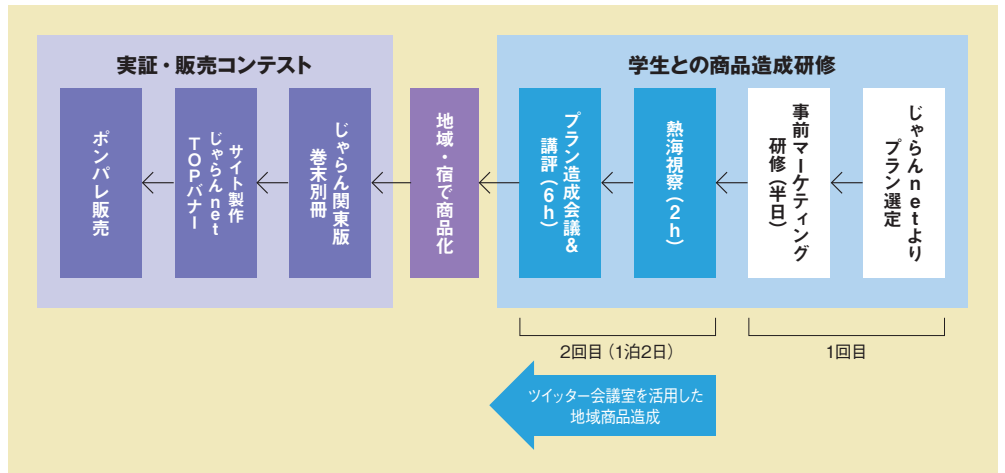 学生との商品造成研修
じゃらんnetより
プラン選定
事前マーケティング
研修（半日）
熱海視察（2h）
プラン造成会議&
講評（6h）
地域・宿で商品化
実証・販売コンテスト
じゃらん関東版
巻末別冊
サイト製作
じゃらんnet
TOPバナー
ポンパレ販売
1回目
2回目（1泊2日）
ツイッター会議室を活用した
地域商品造成